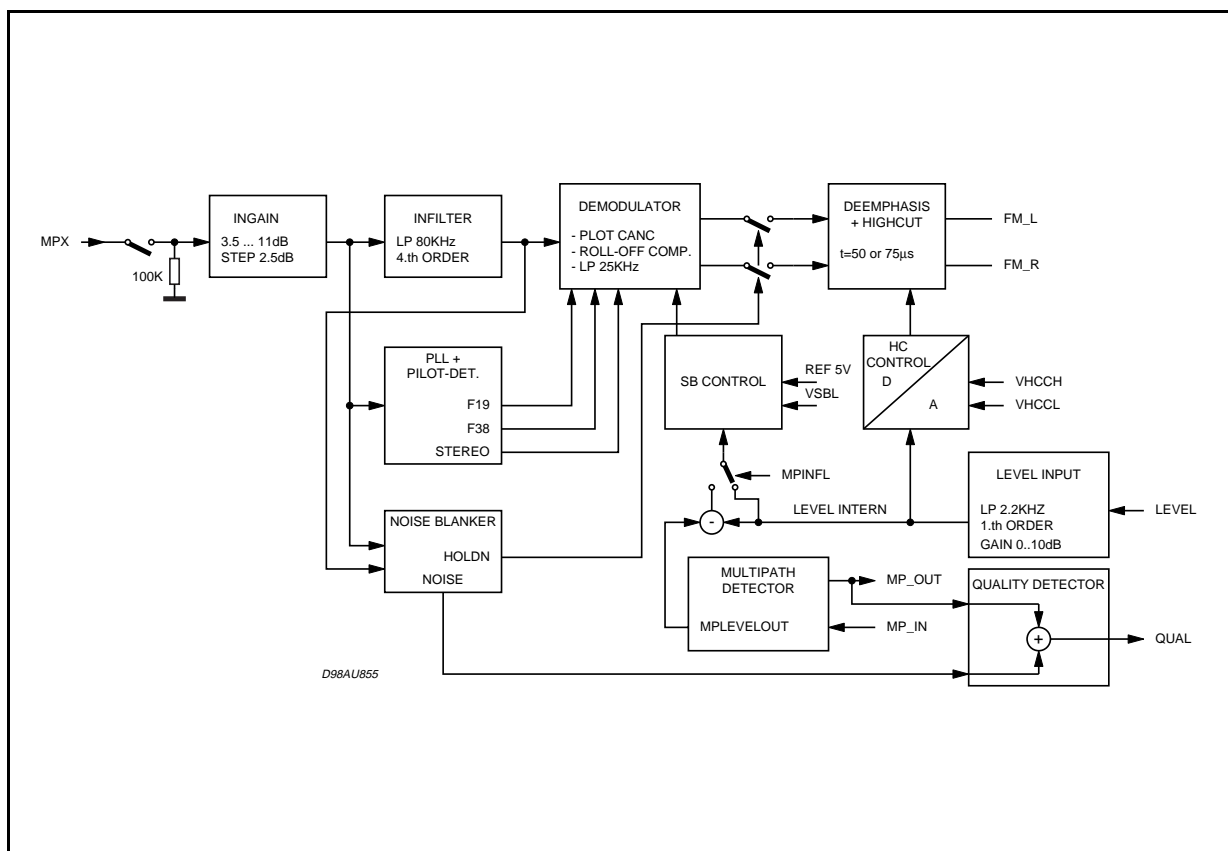 INGAIN
3.5 ... 11dB
STEP 2.5dB
INFILTER
LP 80KHz
4.th ORDER
DEMODULATOR
- PLOT CANC
- ROLL-OFF COMP.
- LP 25KHz
DEEMPHASIS
+ HIGHCUT
t=50 or 75µs
MPX
100K
FM_L
FM_R
PLL +
PILOT-DET.
F19
F38
STEREO
SB CONTROL
REF 5V
VSBL
HC
CONTROL
D
A
VHCCH
VHCCL
MPINFL
LEVEL INTERN
-
LEVEL INPUT
LP 2.2KHZ
1.th ORDER
GAIN 0..10dB
LEVEL
NOISE BLANKER
HOLDN
NOISE
MULTIPATH
DETECTOR
MPLEVELOUT
MP_OUT
MP_IN
QUALITY DETECTOR
+
QUAL
D98AU855